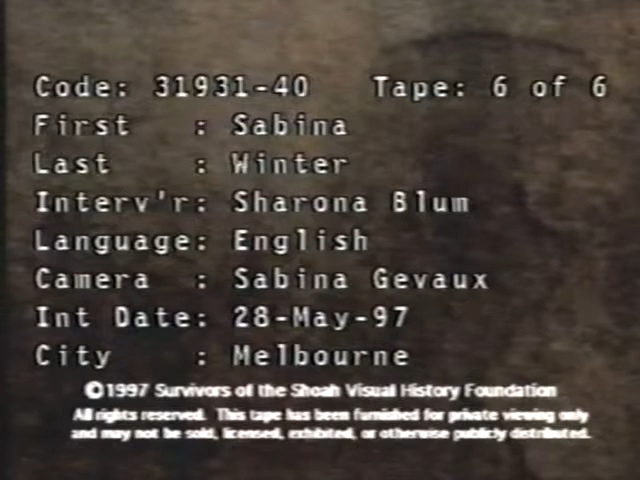 Code: 31931-40 Tape: 6 of 6
First : Sabina
Last : Winter
Interv'r: Sharona Blum
Language: English
Camera : Sabina Gevaux
Int Date: 28-May-97
City : Melbourne
©1997 Survivors of the Shoah Visual History Foundation
All rights reserved. This tape has been furnished for private viewing only
and may not be sold, licensed, exhibited, or otherwise publicly distributed.